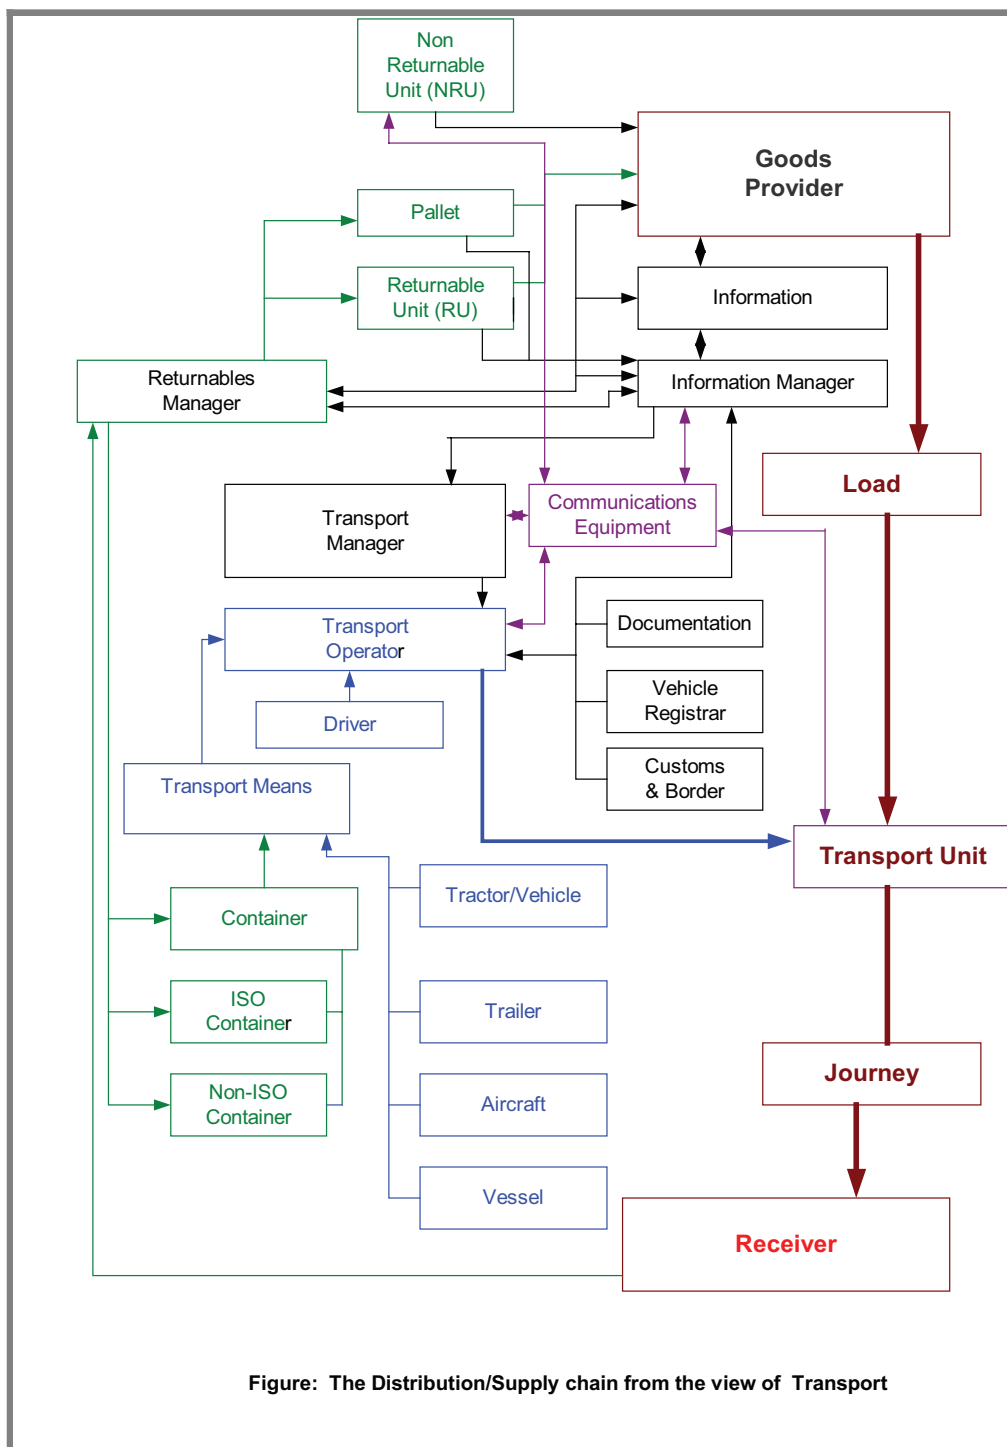 Non
Returnable
Unit (NRU)
Goods
Provider
Pallet
Returnable
Unit (RU)
Information
Returnables
Manager
Information Manager
Load
Transport
Manager
Communications
Equipment
Transport
Operator
Documentation
Driver
Vehicle
Registrar
Transport Means
Customs
& Border
Transport Unit
Tractor/Vehicle
Container
ISO
Container
Trailer
Journey
Non-ISO
Container
Aircraft
Vessel
Receiver
Figure:  The Distribution/Supply chain from the view of  Transport